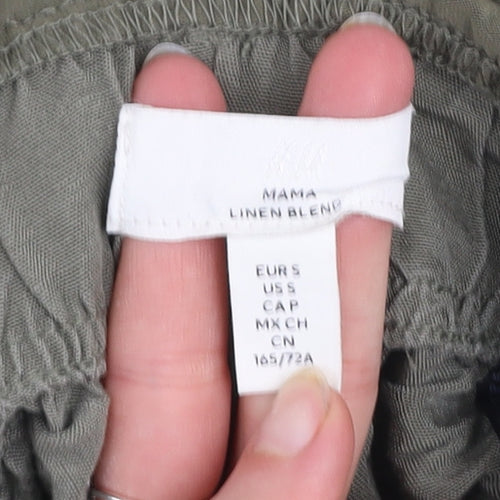 H&M
MAMA
LINEN BLEND
EUR S
US S
CA P
MX CH
CN
165/72A